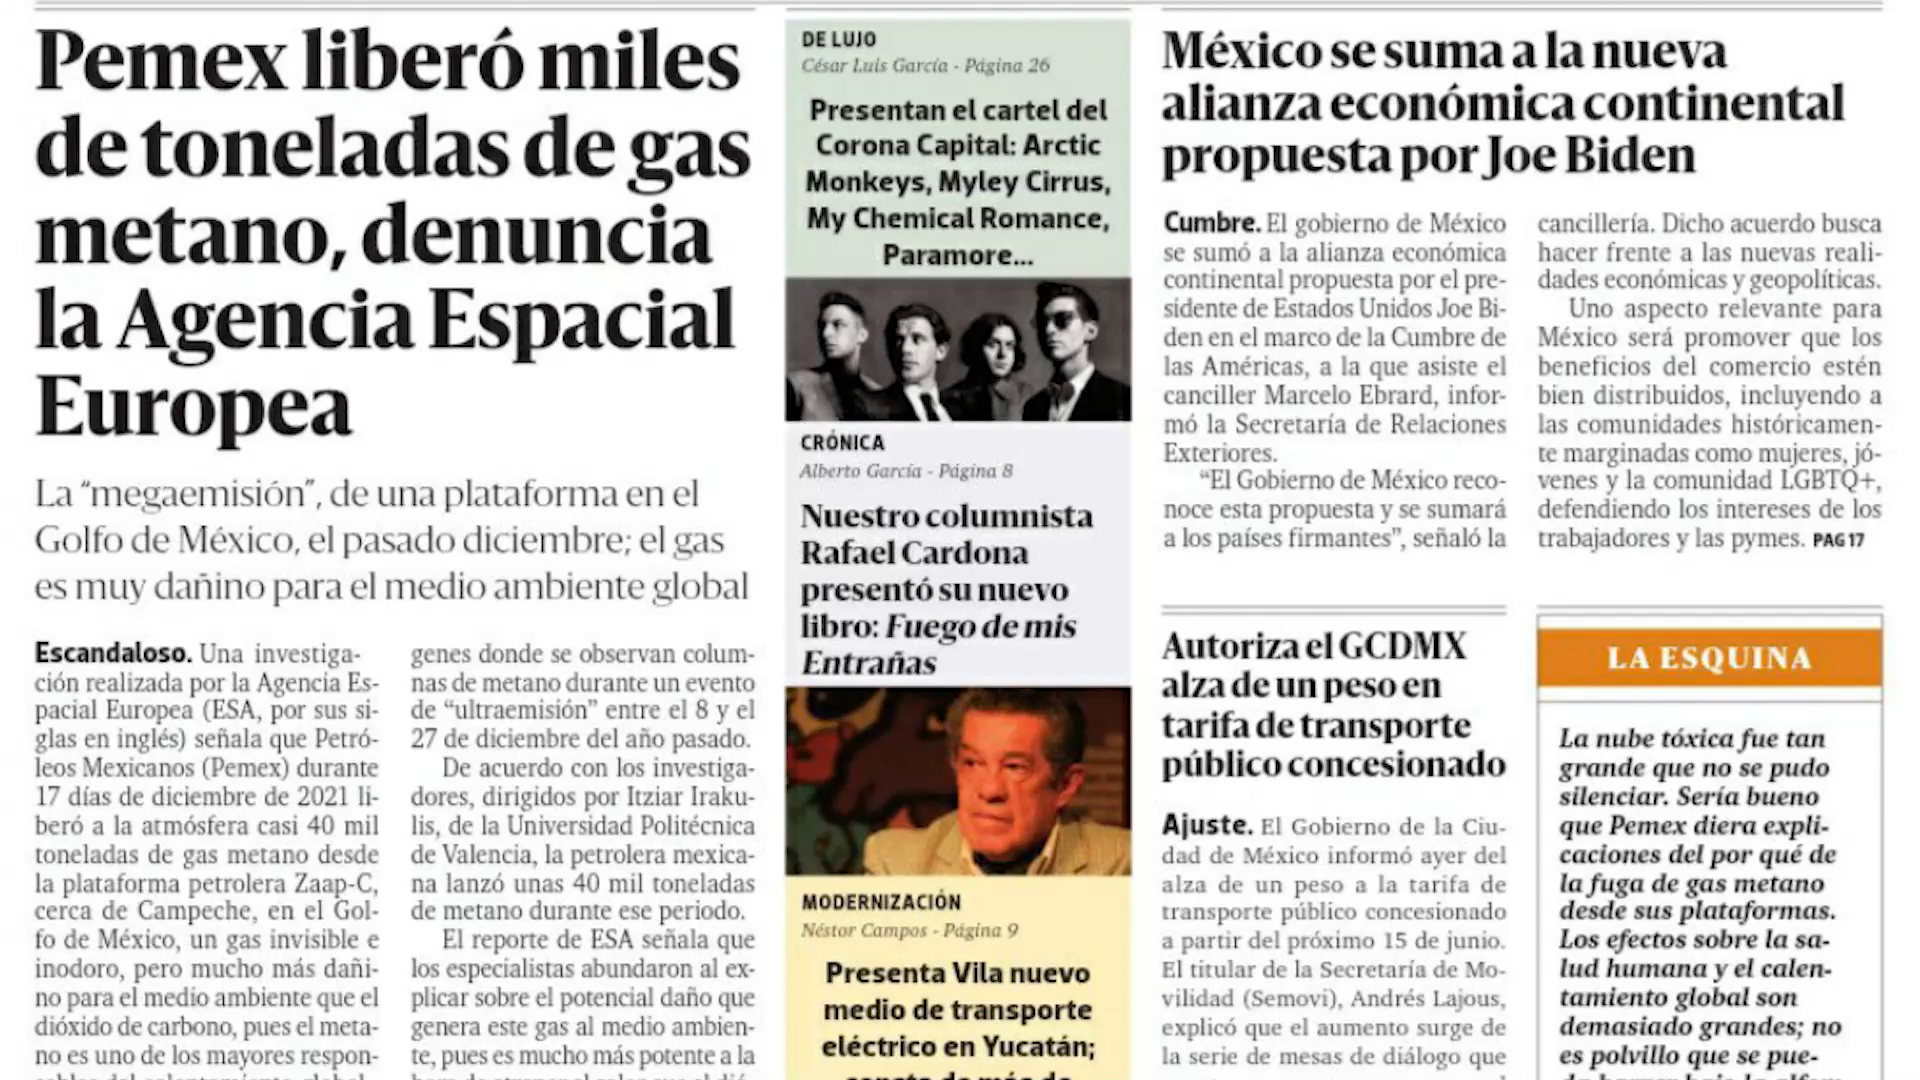 Pemex liberó miles
de toneladas de gas
metano, denuncia
la Agencia Espacial
Europea
La “megaemisión”, de una plataforma en el
Golfo de México, el pasado diciembre; el gas
es muy dañino para el medio ambiente global
Escandaloso. Una investiga-
ción realizada por la Agencia Es-
pacial Europea (ESA, por sus si-
glas en inglés) señala que Petró-
leos Mexicanos (Pemex) durante
17 días de diciembre de 2021 li-
beró a la atmósfera casi 40 mil
toneladas de gas metano desde
la plataforma petrolera Zaap-C,
cerca de Campeche, en el Gol-
fo de México, un gas invisible e
inodoro, pero mucho más dañi-
no para el medio ambiente que el
dióxido de carbono, pues el meta-
no es uno de los mayores respon-
genes donde se observan colum-
nas de metano durante un evento
de “ultraemisión” entre el 8 y el
27 de diciembre del año pasado.
De acuerdo con los investiga-
dores, dirigidos por Itziar Iraku-
lis, de la Universidad Politécnica
de Valencia, la petrolera mexica-
na lanzó unas 40 mil toneladas
de metano durante ese periodo.
El reporte de ESA señala que
los especialistas abundaron al ex-
plicar sobre el potencial daño que
genera este gas al medio ambien-
te, pues es mucho más potente a la
DE LUJO
César Luis García - Página 26
Presentan el cartel del
Corona Capital: Arctic
Monkeys, Myley Cirrus,
My Chemical Romance,
Paramore...
CRÓNICA
Alberto García - Página 8
Nuestro columnista
Rafael Cardona
presentó su nuevo
libro: Fuego de mis
Entrañas
MODERNIZACIÓN
Néstor Campos - Página 9
Presenta Vila nuevo
medio de transporte
eléctrico en Yucatán;
México se suma a la nueva
alianza económica continental
propuesta por Joe Biden
Cumbre. El gobierno de México
se sumó a la alianza económica
continental propuesta por el pre-
sidente de Estados Unidos Joe Bi-
den en el marco de la Cumbre de
las Américas, a la que asiste el
canciller Marcelo Ebrard, infor-
mó la Secretaría de Relaciones
Exteriores.
“El Gobierno de México reco-
noce esta propuesta y se sumará
a los países firmantes”, señaló la
cancillería. Dicho acuerdo busca
hacer frente a las nuevas reali-
dades económicas y geopolíticas.
Uno aspecto relevante para
México será promover que los
beneficios del comercio estén
bien distribuidos, incluyendo a
las comunidades históricamen-
te marginadas como mujeres, jó-
venes y la comunidad LGBTQ+,
defendiendo los intereses de los
trabajadores y las pymes. PAG 17
Autoriza el GCDMX
alza de un peso en
tarifa de transporte
público concesionado
Ajuste. El Gobierno de la Ciu-
dad de México informó ayer del
alza de un peso a la tarifa de
transporte público concesionado
a partir del próximo 15 de junio.
El titular de la Secretaría de Mo-
vilidad (Semovi), Andrés Lajous,
explicó que el aumento surge de
la serie de mesas de diálogo que
LA ESQUINA
La nube tóxica fue tan
grande que no se pudo
silenciar. Sería bueno
que Pemex diera expli-
caciones del por qué de
la fuga de gas metano
desde sus plataformas.
Los efectos sobre la sa-
lud humana y el calen-
tamiento global son
demasiado grandes; no
es polvillo que se pue-